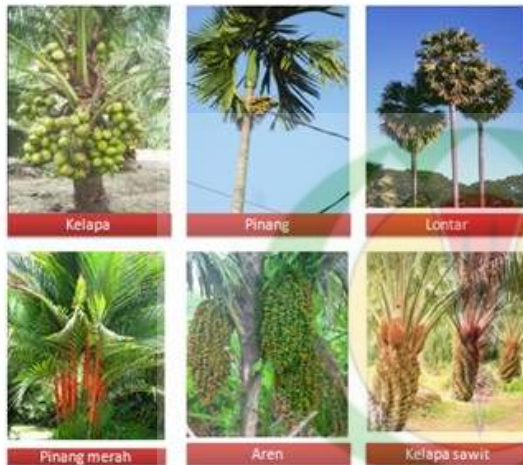 Kelapa
Pinang
Lontar
Pinang merah
Aren
Kelapa sawit